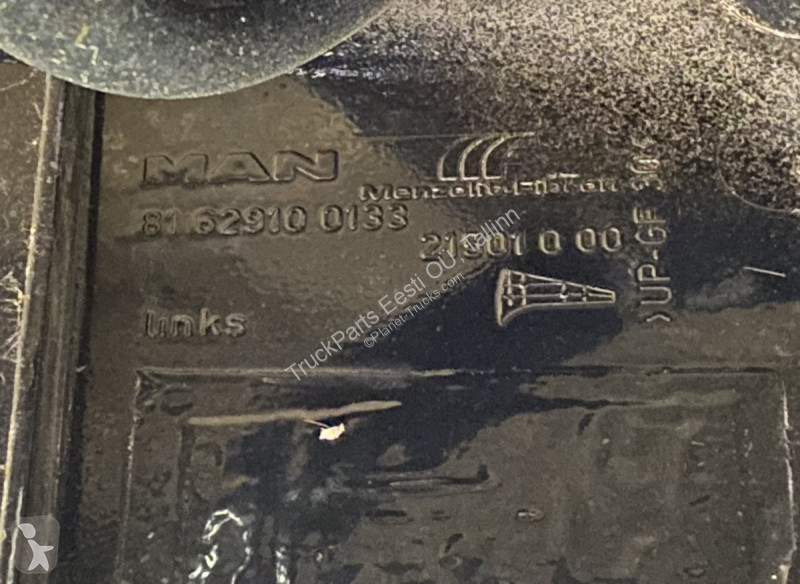 MAN
Menzolit-Fibron
81 62910 0133
21901 0 00
links
>UP-GF 30<
TruckParts Eesti OÜ, Tallinn
©Planet-Trucks.com